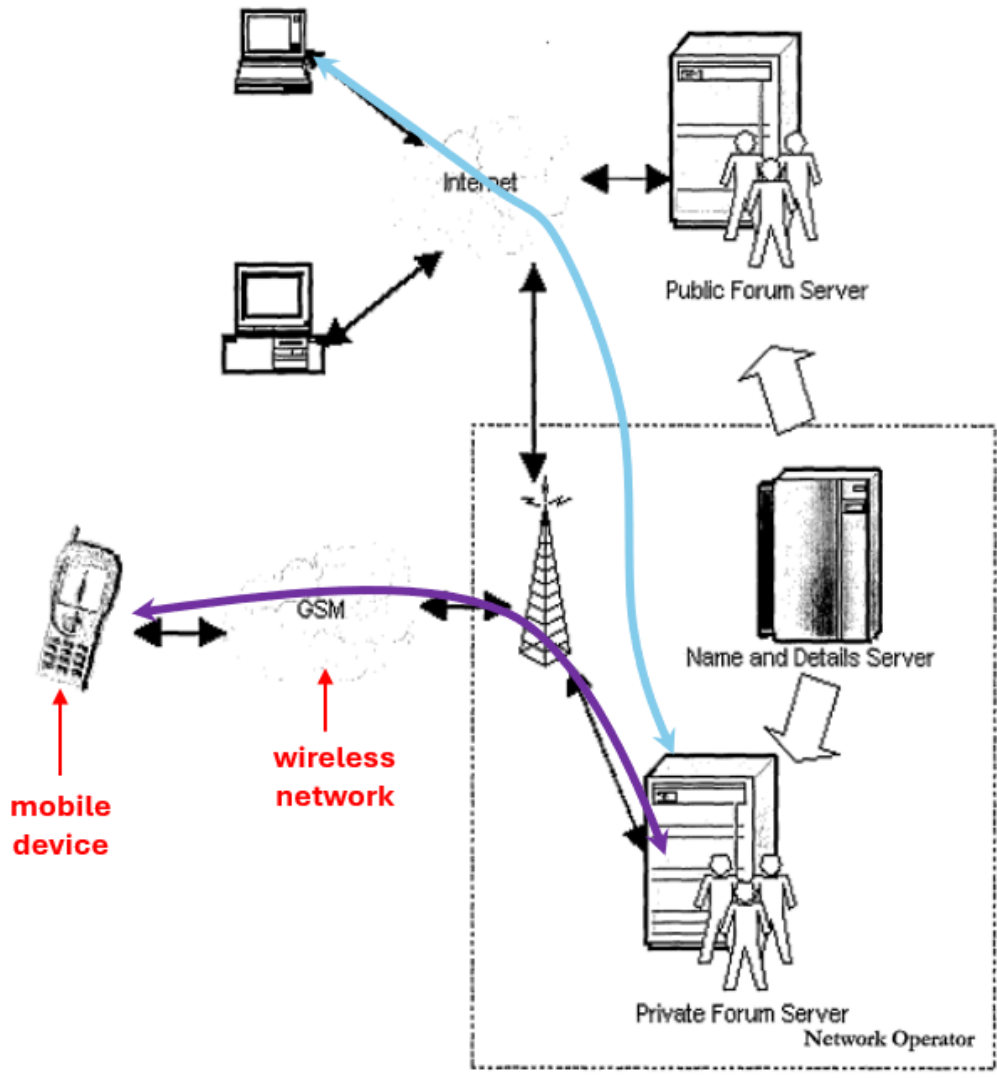 Internet
Public Forum Server
GSM
Name and Details Server
wireless
network
mobile
device
Private Forum Server
Network Operator